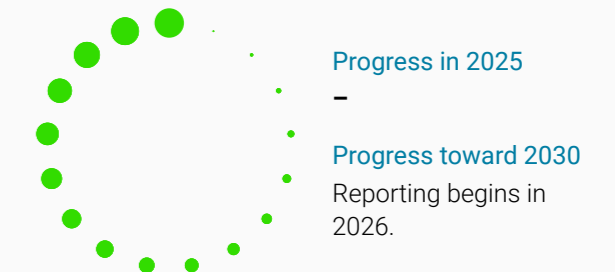 Progress in 2025
–
Progress toward 2030
Reporting begins in
2026.